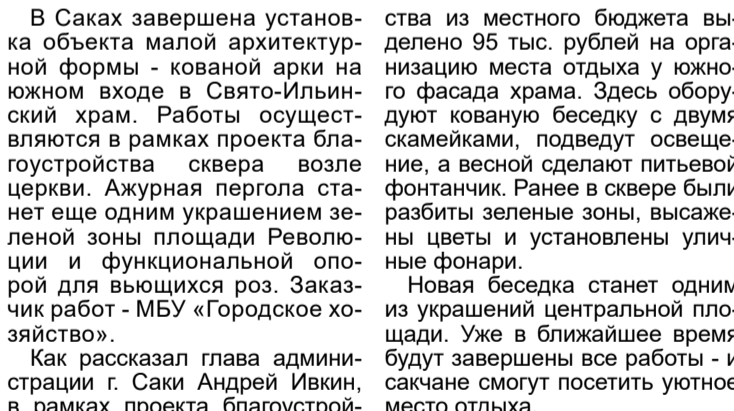 В Саках завершена установ-
ка объекта малой архитектур-
ной формы - кованой арки на
южном входе в Свято-Ильин-
ский храм. Работы осущест-
вляются в рамках проекта бла-
гоустройства сквера возле
церкви. Ажурная пергола ста-
нет еще одним украшением зе-
леной зоны площади Револю-
ции и функциональной опо-
рой для вьющихся роз. Заказ-
чик работ - МБУ «Городское хо-
зяйство».
Как рассказал глава админи-
страции г. Саки Андрей Ивкин,
в рамках проекта благоустрой-
ства из местного бюджета вы-
делено 95 тыс. рублей на орга-
низацию места отдыха у южно-
го фасада храма. Здесь обору-
дуют кованую беседку с двумя
скамейками, подведут освеще-
ние, а весной сделают питьевой
фонтанчик. Ранее в сквере были
разбиты зеленые зоны, высаже-
ны цветы и установлены улич-
ные фонари.
Новая беседка станет одним
из украшений центральной пло-
щади. Уже в ближайшее время
будут завершены все работы - и
сакчане смогут посетить уютное
место отдыха.